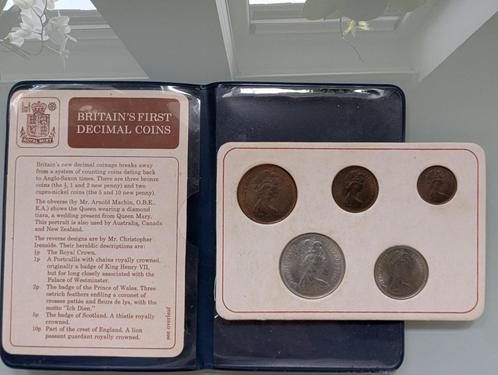 ROYAL MINT
BRITAIN'S FIRST
DECIMAL COINS
Britain's new decimal coinage breaks away
from a system of counting coins dating back
to Anglo-Saxon times. There are three bronze
coins (the ½, 1 and 2 new penny) and two
cupro-nickel coins (the 5 and 10 new penny).
The obverse (by Mr. Arnold Machin, O.B.E.,
R.A.) shows the Queen wearing a diamond
tiara, a wedding present from Queen Mary.
This portrait is also used by Australia, Canada
and New Zealand.
The reverse designs are by Mr. Christopher
Ironside. Their heraldic descriptions are:
½p The Royal Crown.
1p A Portcullis with chains royally crowned,
originally a badge of King Henry VII,
but for long closely associated with the
Palace of Westminster.
2p The badge of the Prince of Wales. Three
ostrich feathers enfiling a coronet of
crosses pattée and fleurs de lys, with the
motto "Ich Dien."
5p The badge of Scotland. A thistle royally
crowned.
10p Part of the crest of England. A lion
passant guardant royally crowned.
see overleaf